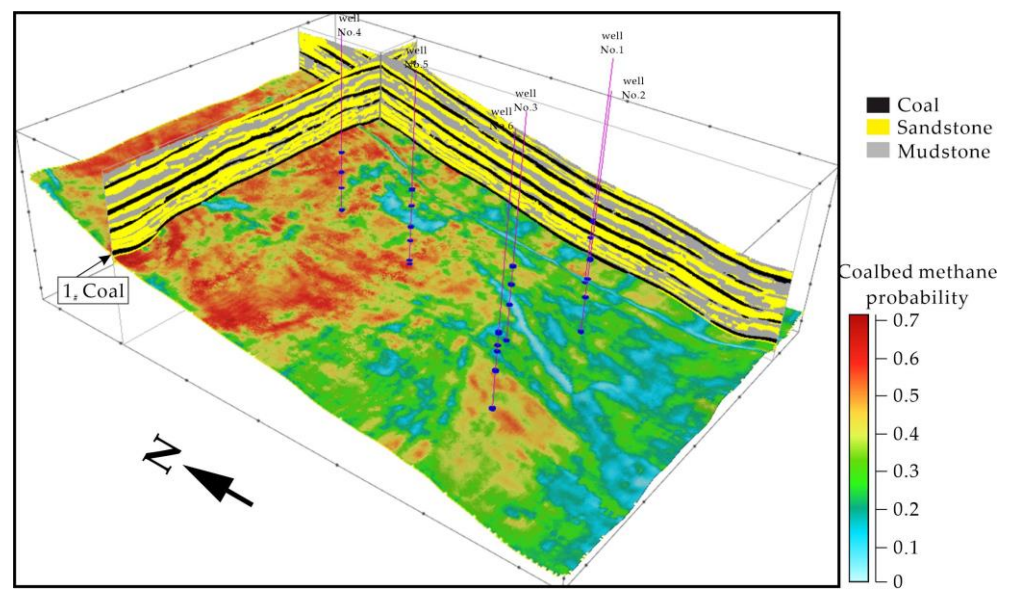 well
No.4
well
No.5
well
No.1
well
No.2
well
No.3
well
No.6
1# Coal
N
Coal
Sandstone
Mudstone
Coalbed methane
probability
0.7
0.6
0.5
0.4
0.3
0.2
0.1
0